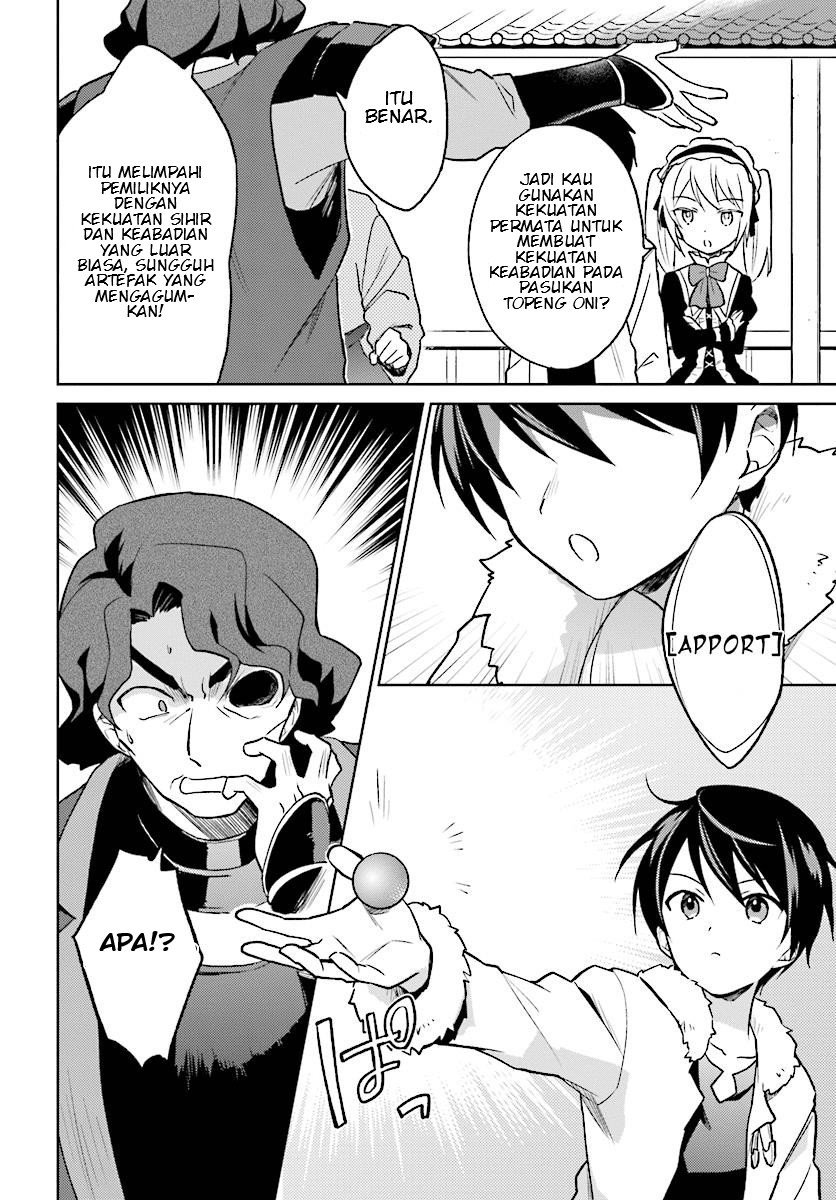 JADI KAU
GUNAKAN
KEKUATAN
PERMATA UNTUK
MEMBUAT
KEKUATAN
KEABADIAN PADA
PASUKAN
TOPENG ONI?
ITU
BENAR.
ITU MELIMPAHI
PEMILIKNYA
DENGAN
KEKUATAN SIHIR
DAN KEABADIAN
YANG LUAR
BIASA, SUNGGUH
ARTEFAK YANG
MENGAGUM-
KAN!
[APPORT]
APA!?
ぱっ